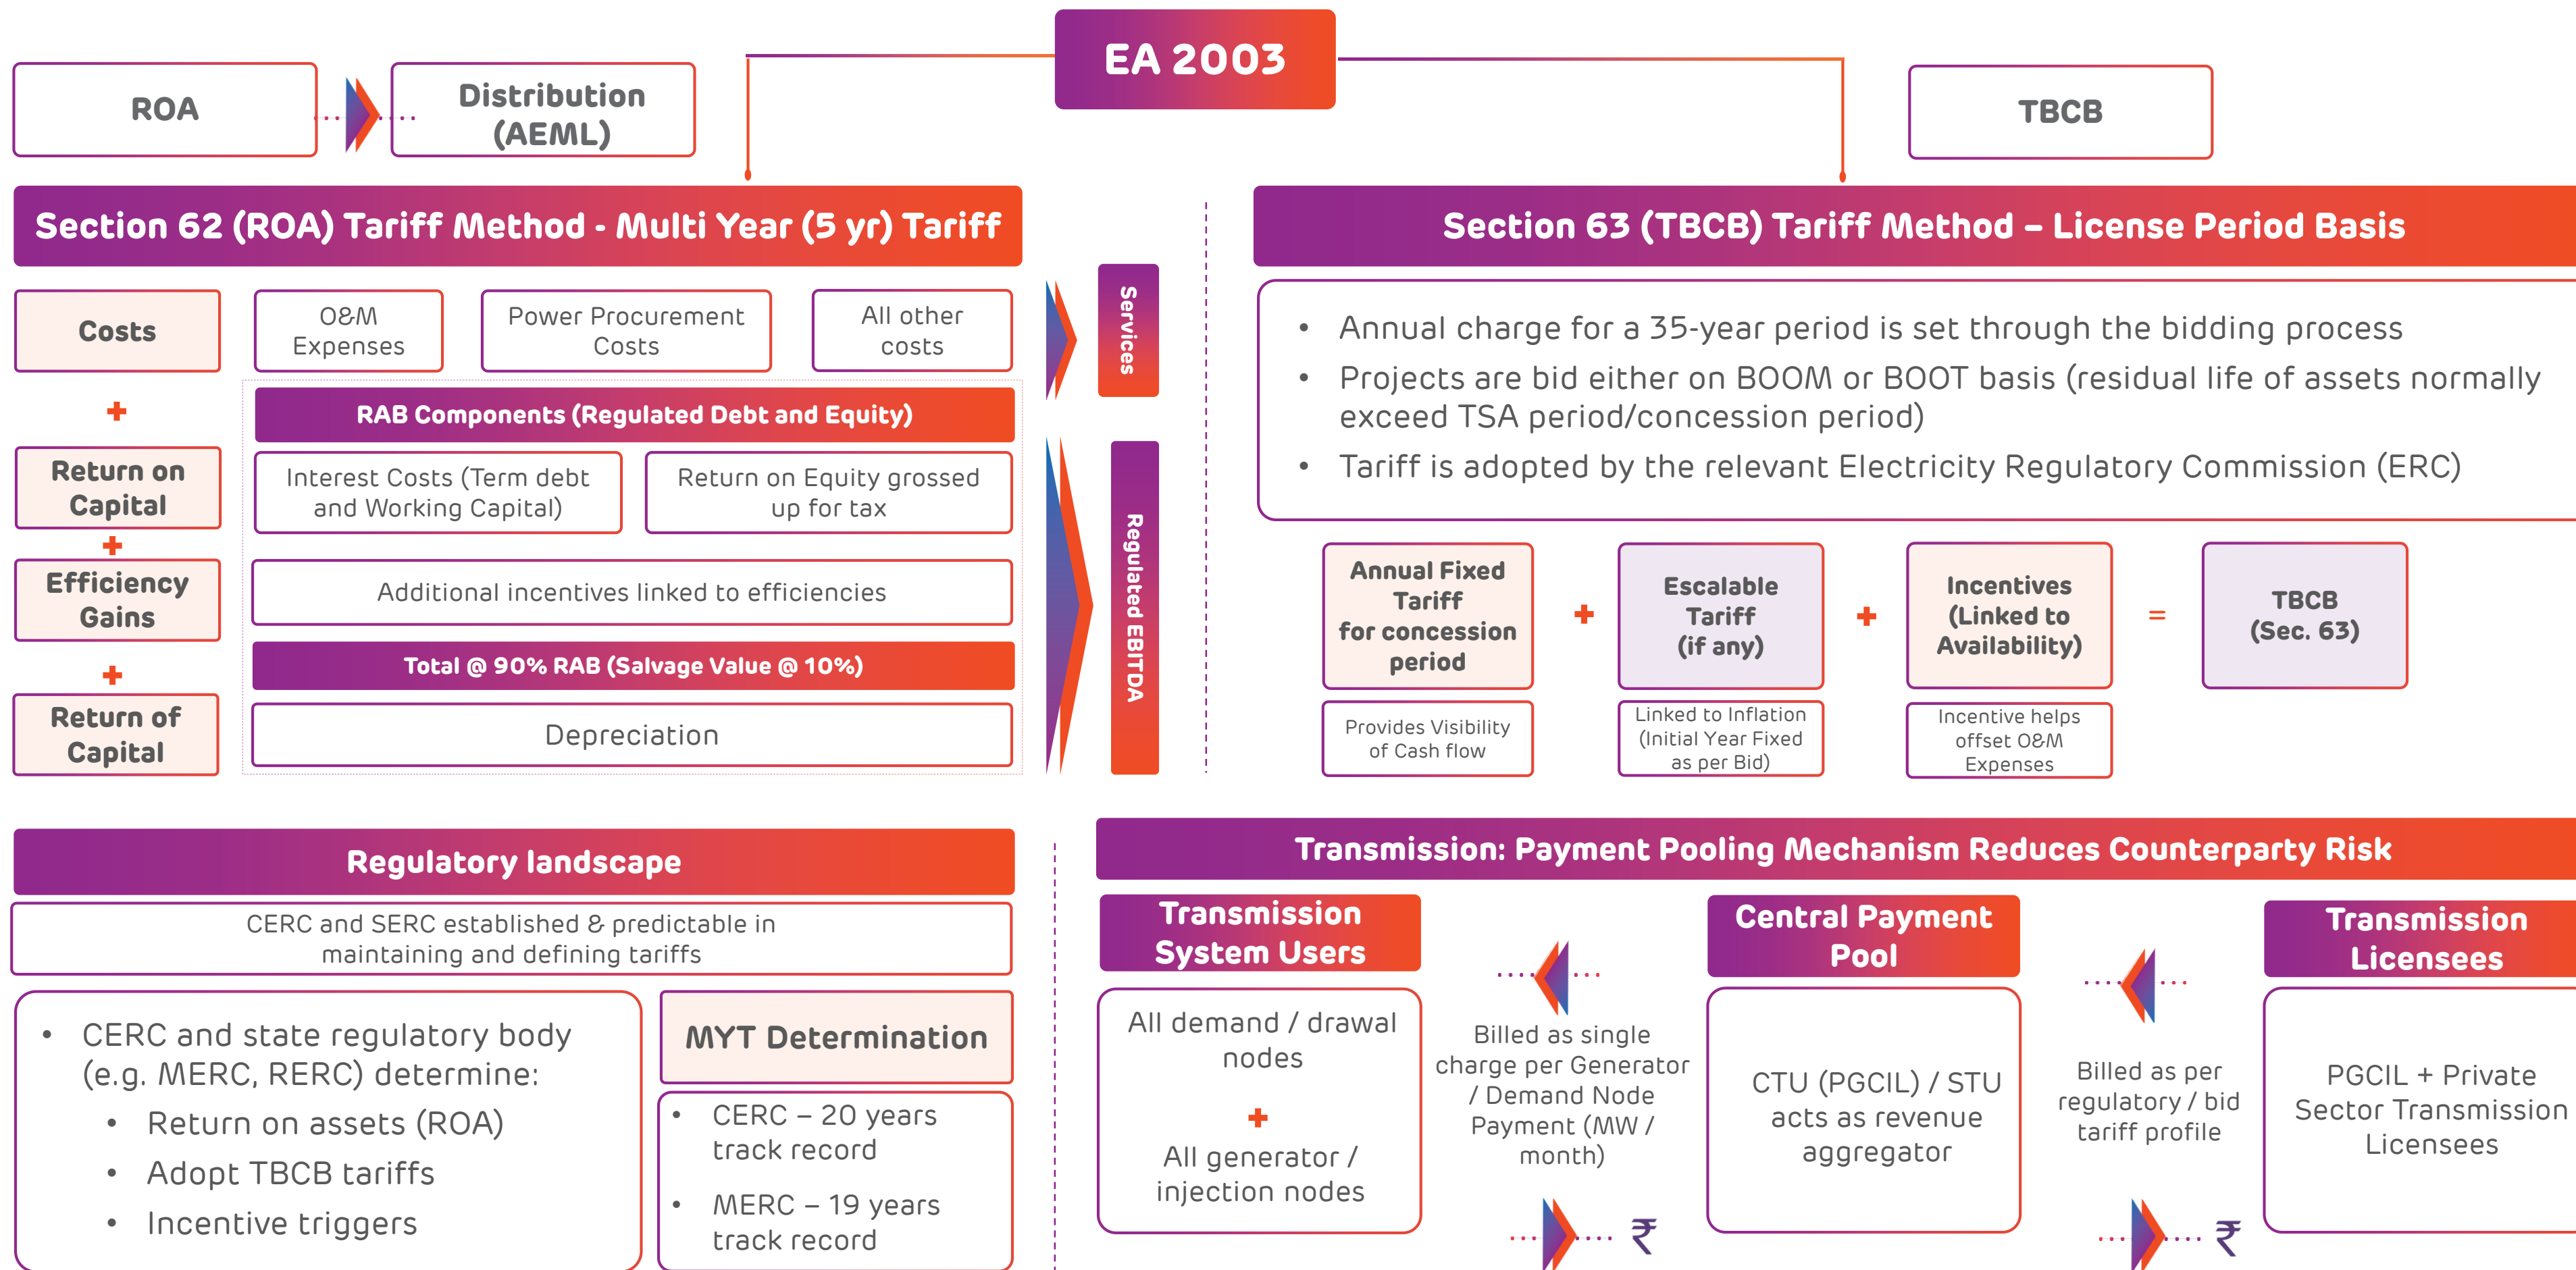 EA 2003
ROA
Distribution
(AEML)
TBCB
Section 62 (ROA) Tariff Method - Multi Year (5 yr) Tariff
Costs
O&M
Expenses
Power Procurement
Costs
All other
costs
Services
+
RAB Components (Regulated Debt and Equity)
Return on
Capital
Interest Costs (Term debt
and Working Capital)
Return on Equity grossed
up for tax
+
Efficiency
Gains
Additional incentives linked to efficiencies
Regulated EBITDA
Total @ 90% RAB (Salvage Value @ 10%)
+
Return of
Capital
Depreciation
Section 63 (TBCB) Tariff Method – License Period Basis
• Annual charge for a 35-year period is set through the bidding process
• Projects are bid either on BOOM or BOOT basis (residual life of assets normally
exceed TSA period/concession period)
• Tariff is adopted by the relevant Electricity Regulatory Commission (ERC)
Annual Fixed
Tariff
for concession
period
+
Escalable
Tariff
(if any)
+
Incentives
(Linked to
Availability)
=
TBCB
(Sec. 63)
Provides Visibility
of Cash flow
Linked to Inflation
(Initial Year Fixed
as per Bid)
Incentive helps
offset O&M
Expenses
Regulatory landscape
CERC and SERC established & predictable in
maintaining and defining tariffs
• CERC and state regulatory body
(e.g. MERC, RERC) determine:
• Return on assets (ROA)
• Adopt TBCB tariffs
• Incentive triggers
MYT Determination
• CERC – 20 years
track record
• MERC – 19 years
track record
Transmission: Payment Pooling Mechanism Reduces Counterparty Risk
Transmission
System Users
All demand / drawal
nodes
+
All generator /
injection nodes
Billed as single
charge per Generator
/ Demand Node
Payment (MW /
month)
₹
Central Payment
Pool
CTU (PGCIL) / STU
acts as revenue
aggregator
Billed as per
regulatory / bid
tariff profile
₹
Transmission
Licensees
PGCIL + Private
Sector Transmission
Licensees